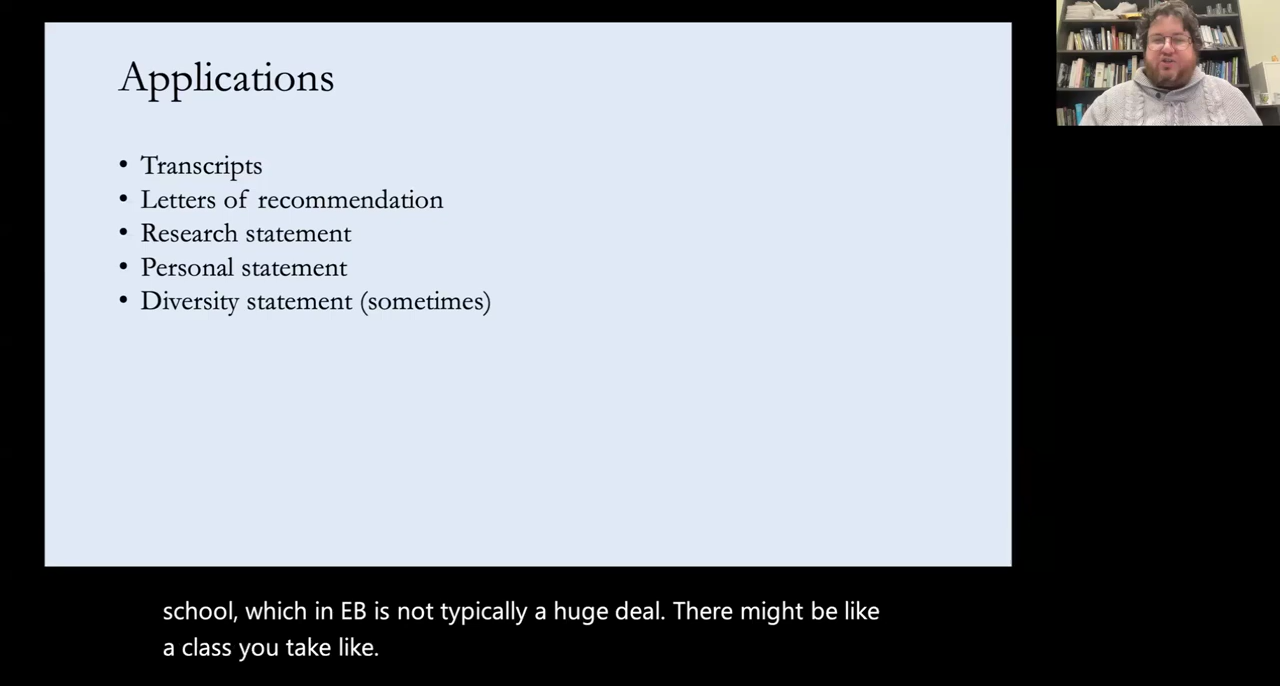 Applications
• Transcripts
• Letters of recommendation
• Research statement
• Personal statement
• Diversity statement (sometimes)
school, which in EB is not typically a huge deal. There might be like
a class you take like.